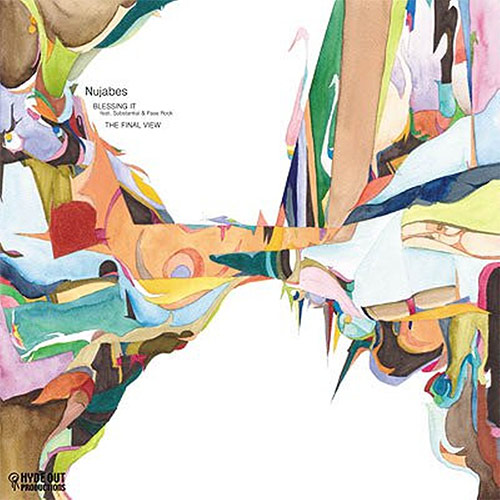 Nujabes
BLESSING IT
feat. Substantial & Pase Rock
THE FINAL VIEW
HYDE OUT
PRODUCTIONS